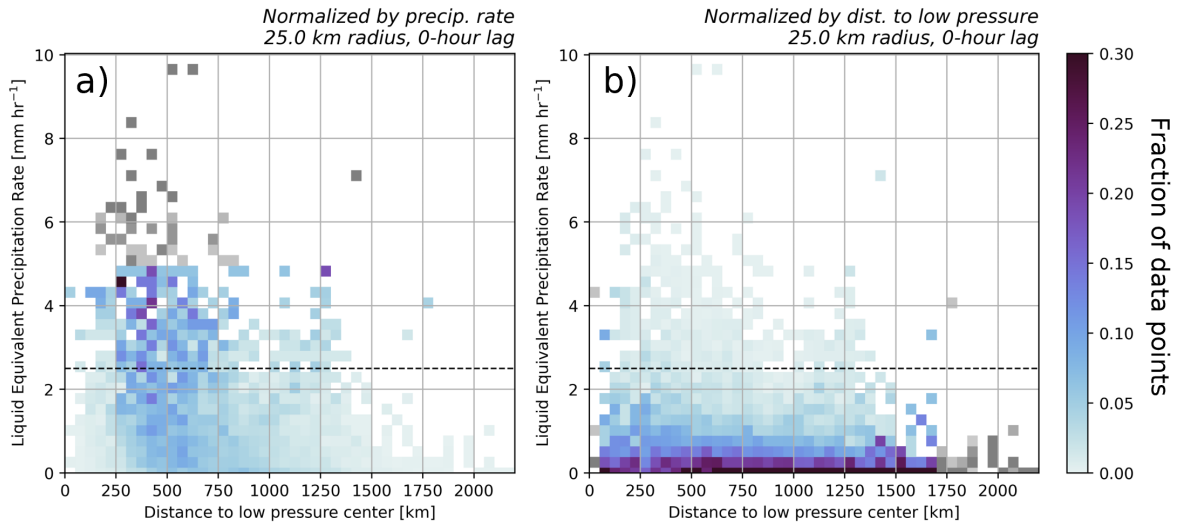 Normalized by precip. rate
25.0 km radius, 0-hour lag
a)
Liquid Equivalent Precipitation Rate [mm hr⁻¹]
10
8
6
4
2
0
0 250 500 750 1000 1250 1500 1750 2000
Distance to low pressure center [km]
Normalized by dist. to low pressure
25.0 km radius, 0-hour lag
b)
Liquid Equivalent Precipitation Rate [mm hr⁻¹]
10
8
6
4
2
0
0 250 500 750 1000 1250 1500 1750 2000
Distance to low pressure center [km]
0.30
0.25
0.20
0.15
0.10
0.05
0.00
Fraction of data points